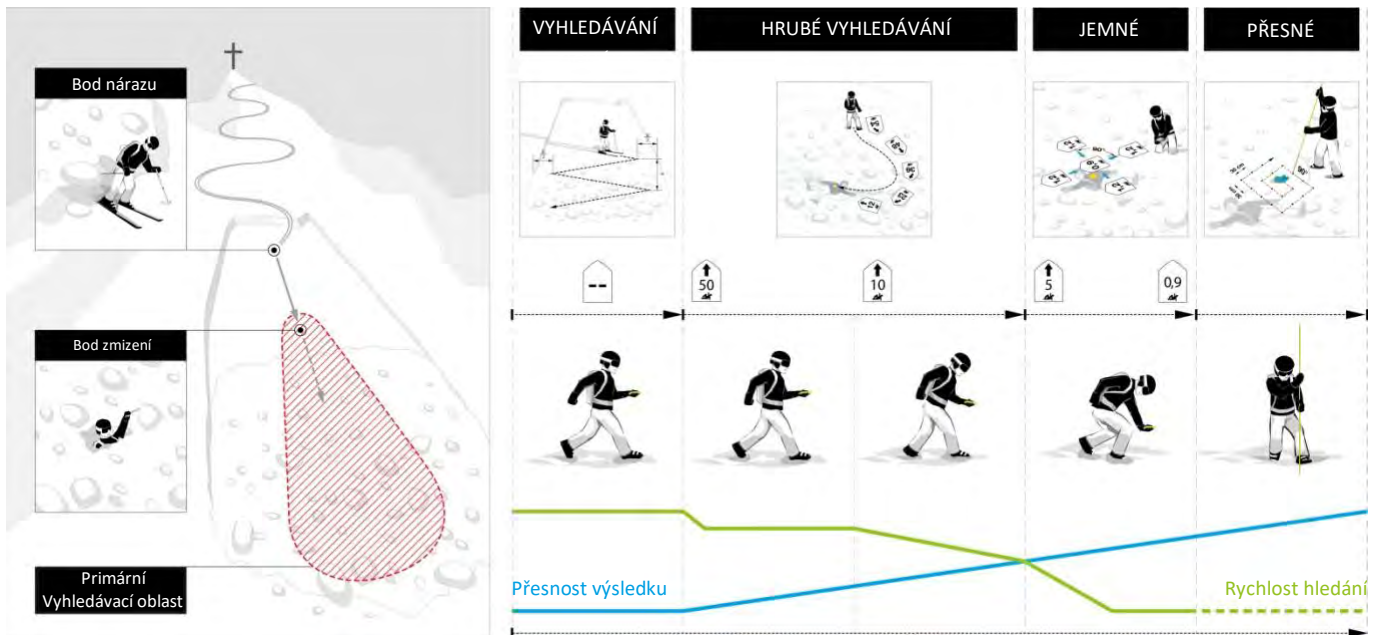 Bod nárazu
Bod zmizení
Primární
Vyhledávací oblast
VYHLEDÁVÁNÍ
HRUBÉ VYHLEDÁVÁNÍ
JEMNÉ
PŘESNÉ
90°
--
50
10
5
0,9
Přesnost výsledku
Rychlost hledání